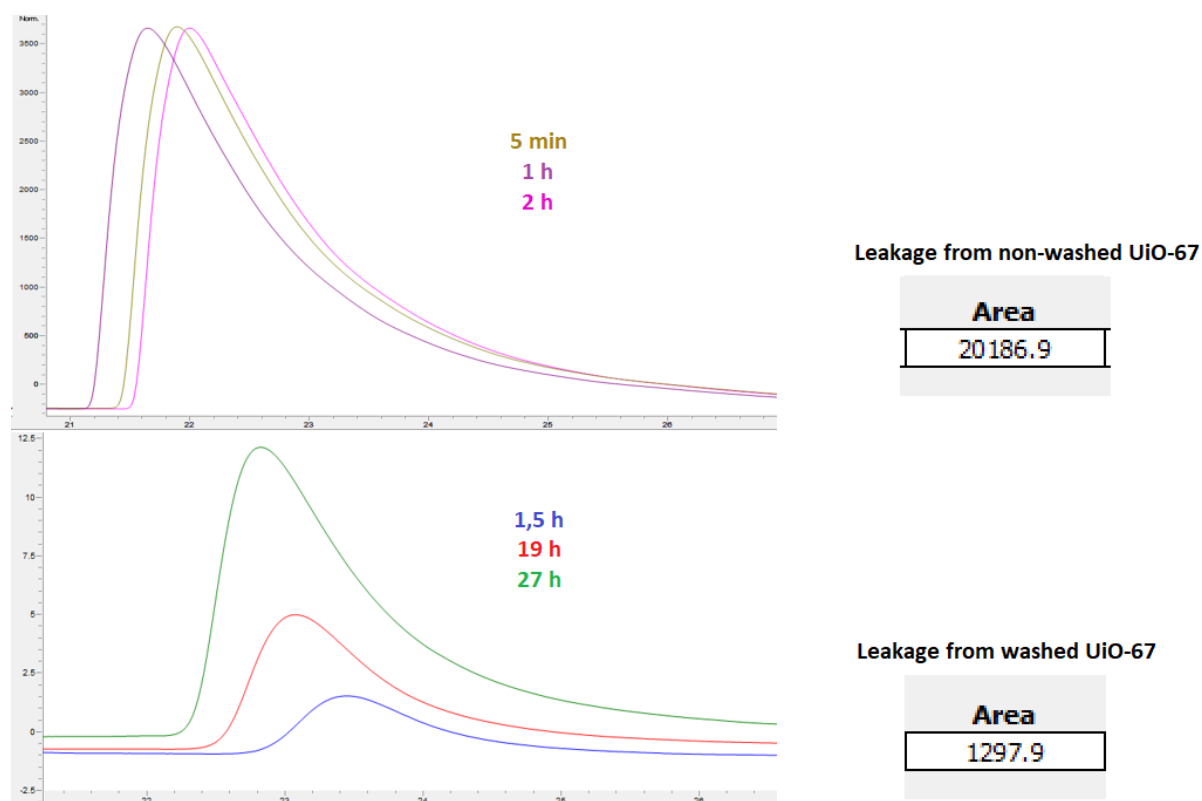 Norm.
3500
3000
2500
2000
1500
1000
500
0
21
22
23
24
25
26
5 min
1 h
2 h
Leakage from non-washed UiO-67
Area
20186.9
12.5
10
7.5
5
2.5
0
-2.5
22
23
24
25
26
1,5 h
19 h
27 h
Leakage from washed UiO-67
Area
1297.9